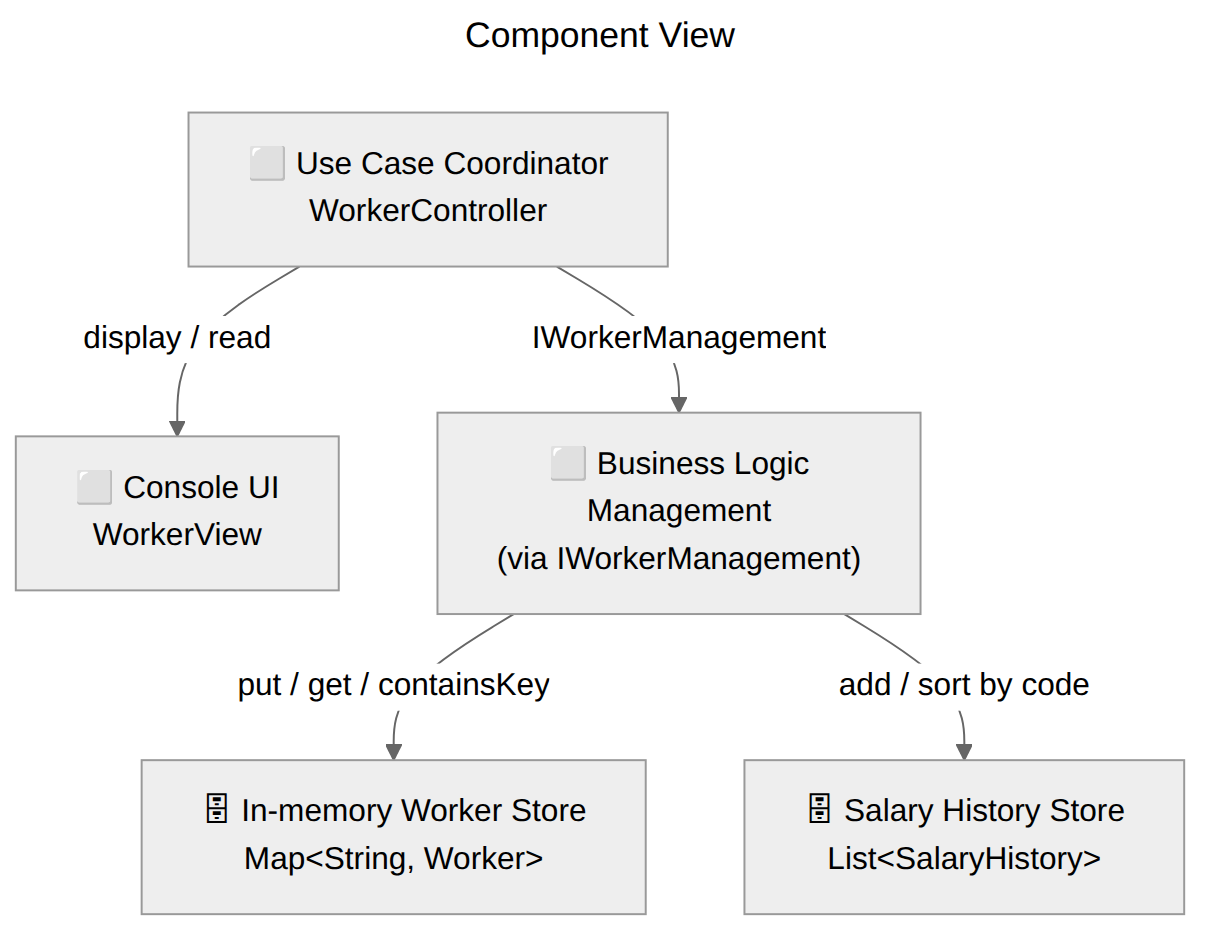 Component View
Use Case Coordinator
WorkerController
display / read
IWorkerManagement
Console UI
WorkerView
Business Logic
Management
(via IWorkerManagement)
put / get / containsKey
add / sort by code
In-memory Worker Store
Map<String, Worker>
Salary History Store
List<SalaryHistory>